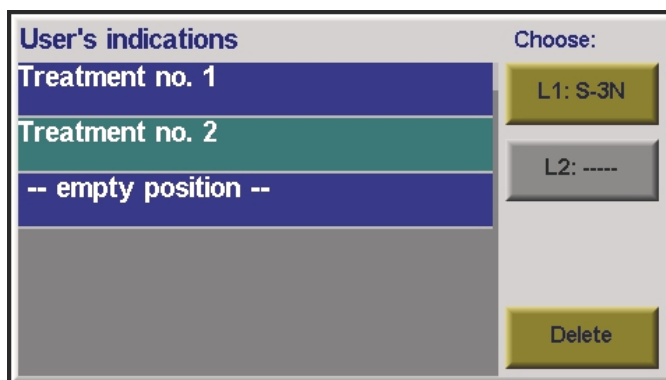 User's indications
Choose:
Treatment no. 1
L1: S-3N
Treatment no. 2
L2: -----
-- empty position --
Delete